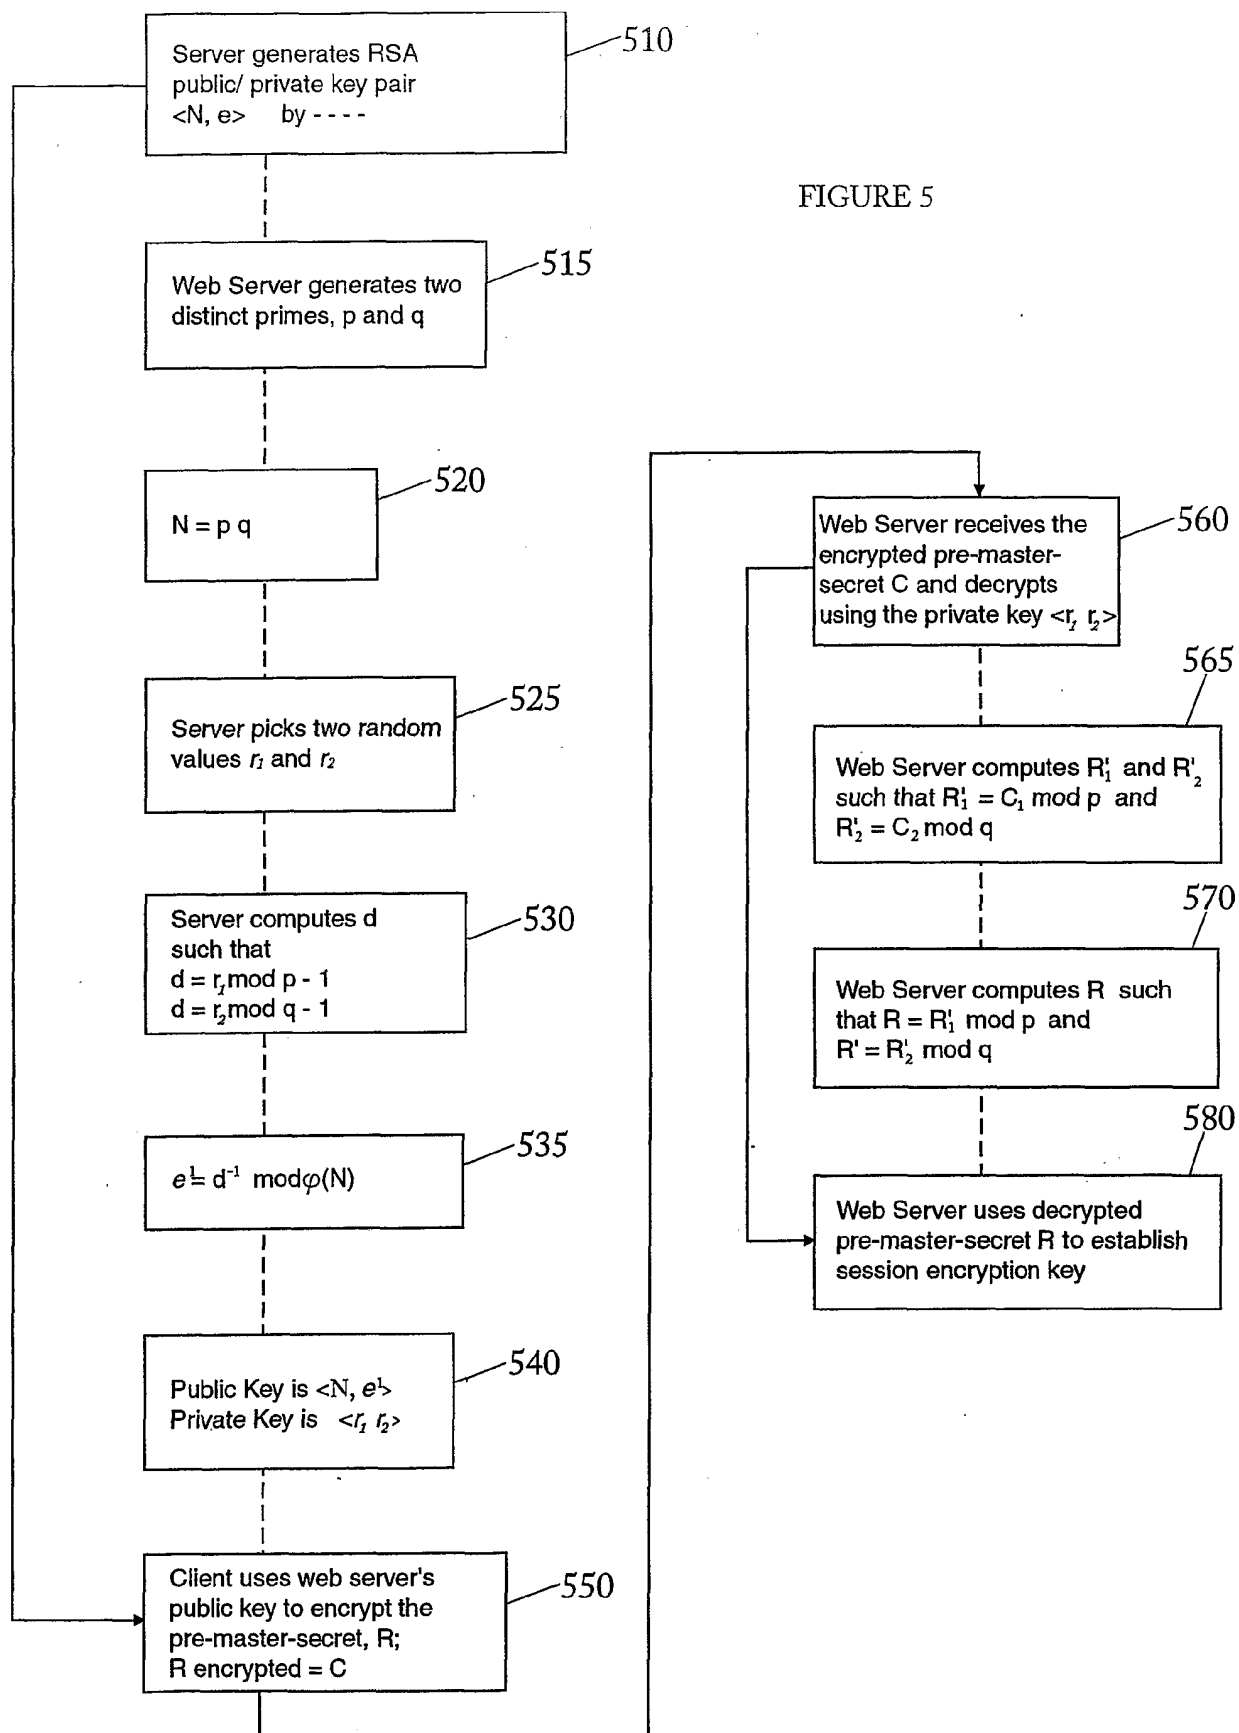 Server generates RSA
public/ private key pair
<N, e> by - - - -
510
FIGURE 5
Web Server generates two
distinct primes, p and q
515
N = p q
520
Server picks two random
values r₁ and r₂
525
Server computes d
such that
d = r₁ mod p - 1
d = r₂ mod q - 1
530
e¹= d⁻¹ modφ(N)
535
Public Key is <N, e¹>
Private Key is <r₁ r₂>
540
Client uses web server's
public key to encrypt the
pre-master-secret, R;
R encrypted = C
550
Web Server receives the
encrypted pre-master-
secret C and decrypts
using the private key <r₁ r₂>
560
565
Web Server computes R'₁ and R'₂
such that R'₁ = C₁ mod p and
R'₂ = C₂ mod q
570
Web Server computes R such
that R = R'₁ mod p and
R' = R'₂ mod q
580
Web Server uses decrypted
pre-master-secret R to establish
session encryption key